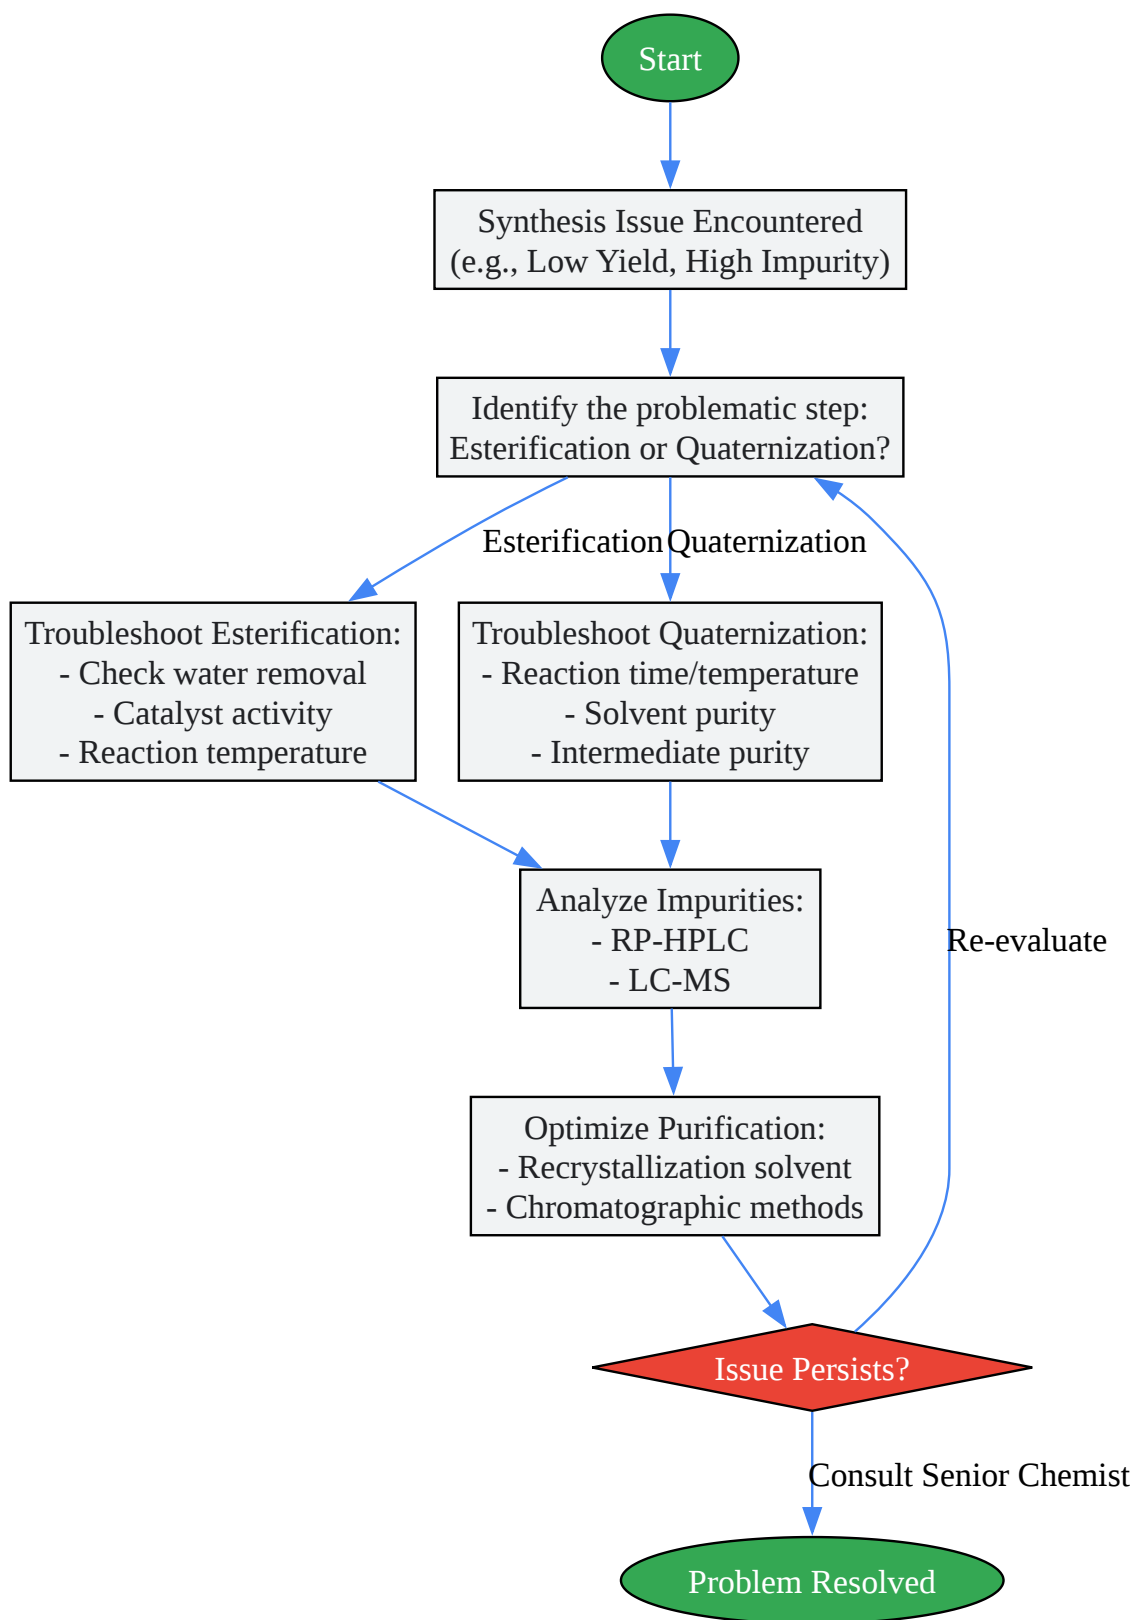 Start
Synthesis Issue Encountered
(e.g., Low Yield, High Impurity)
Identify the problematic step:
Esterification or Quaternization?
Esterification
Quaternization
Troubleshoot Esterification:
- Check water removal
- Catalyst activity
- Reaction temperature
Troubleshoot Quaternization:
- Reaction time/temperature
- Solvent purity
- Intermediate purity
Analyze Impurities:
- RP-HPLC
- LC-MS
Re-evaluate
Optimize Purification:
- Recrystallization solvent
- Chromatographic methods
Issue Persists?
Consult Senior Chemist
Problem Resolved